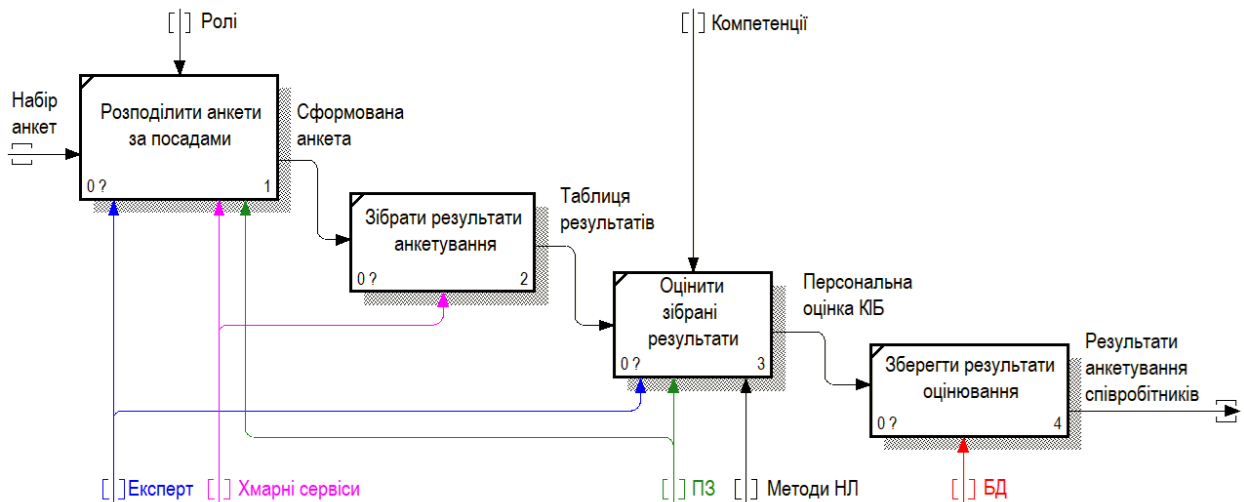 Ролі
Компетенції
Набір
анкет
Розподілити анкети
за посадами
0 ?
1
Сформована
анкета
Зібрати результати
анкетування
0 ?
2
Таблиця
результатів
Оцінити
зібрані
результати
0 ?
3
Персональна
оцінка КІБ
Зберегти результати
оцінювання
0 ?
4
Результати
анкетування
співробітників
Експерт
Хмарні сервіси
ПЗ
Методи НЛ
БД